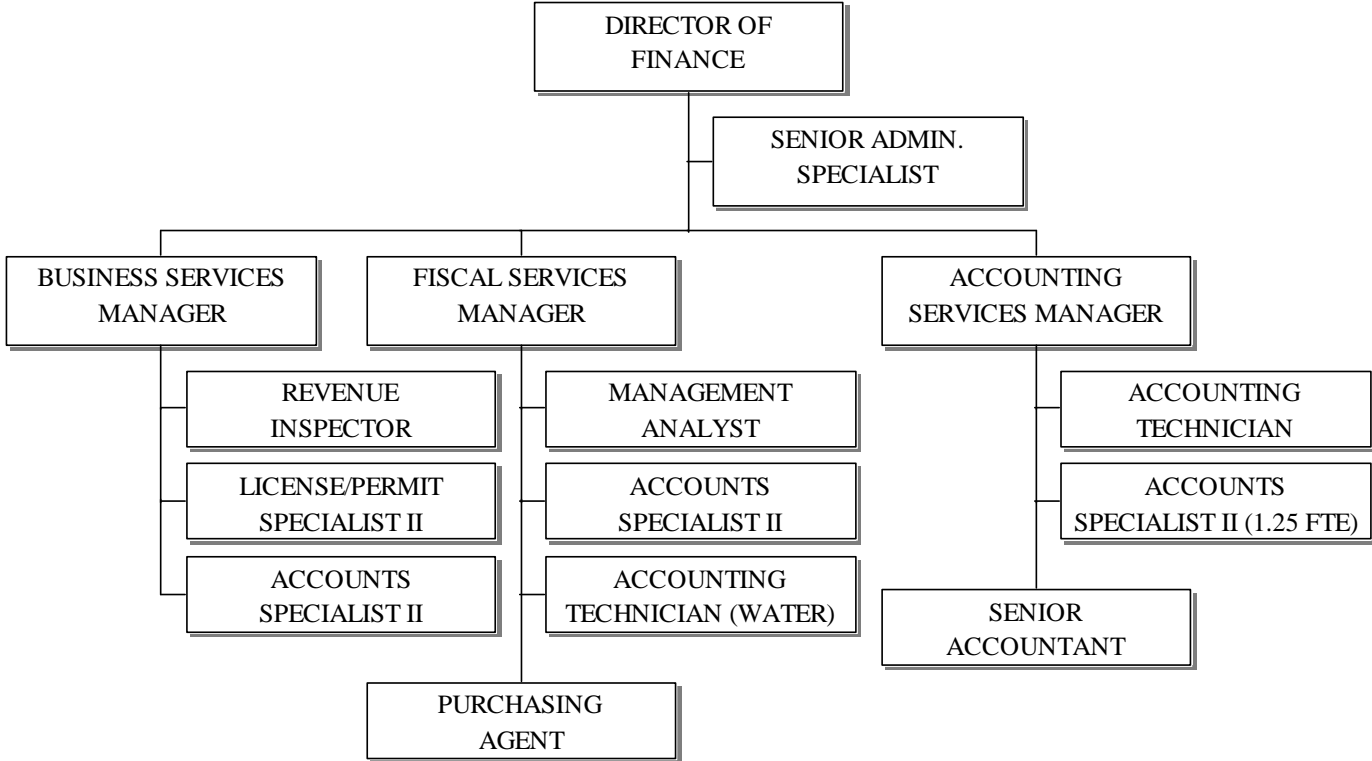 DIRECTOR OF
FINANCE
SENIOR ADMIN.
SPECIALIST
BUSINESS SERVICES
MANAGER
FISCAL SERVICES
MANAGER
ACCOUNTING
SERVICES MANAGER
REVENUE
INSPECTOR
MANAGEMENT
ANALYST
ACCOUNTING
TECHNICIAN
LICENSE/PERMIT
SPECIALIST II
ACCOUNTS
SPECIALIST II
ACCOUNTS
SPECIALIST II (1.25 FTE)
ACCOUNTS
SPECIALIST II
ACCOUNTING
TECHNICIAN (WATER)
SENIOR
ACCOUNTANT
PURCHASING
AGENT